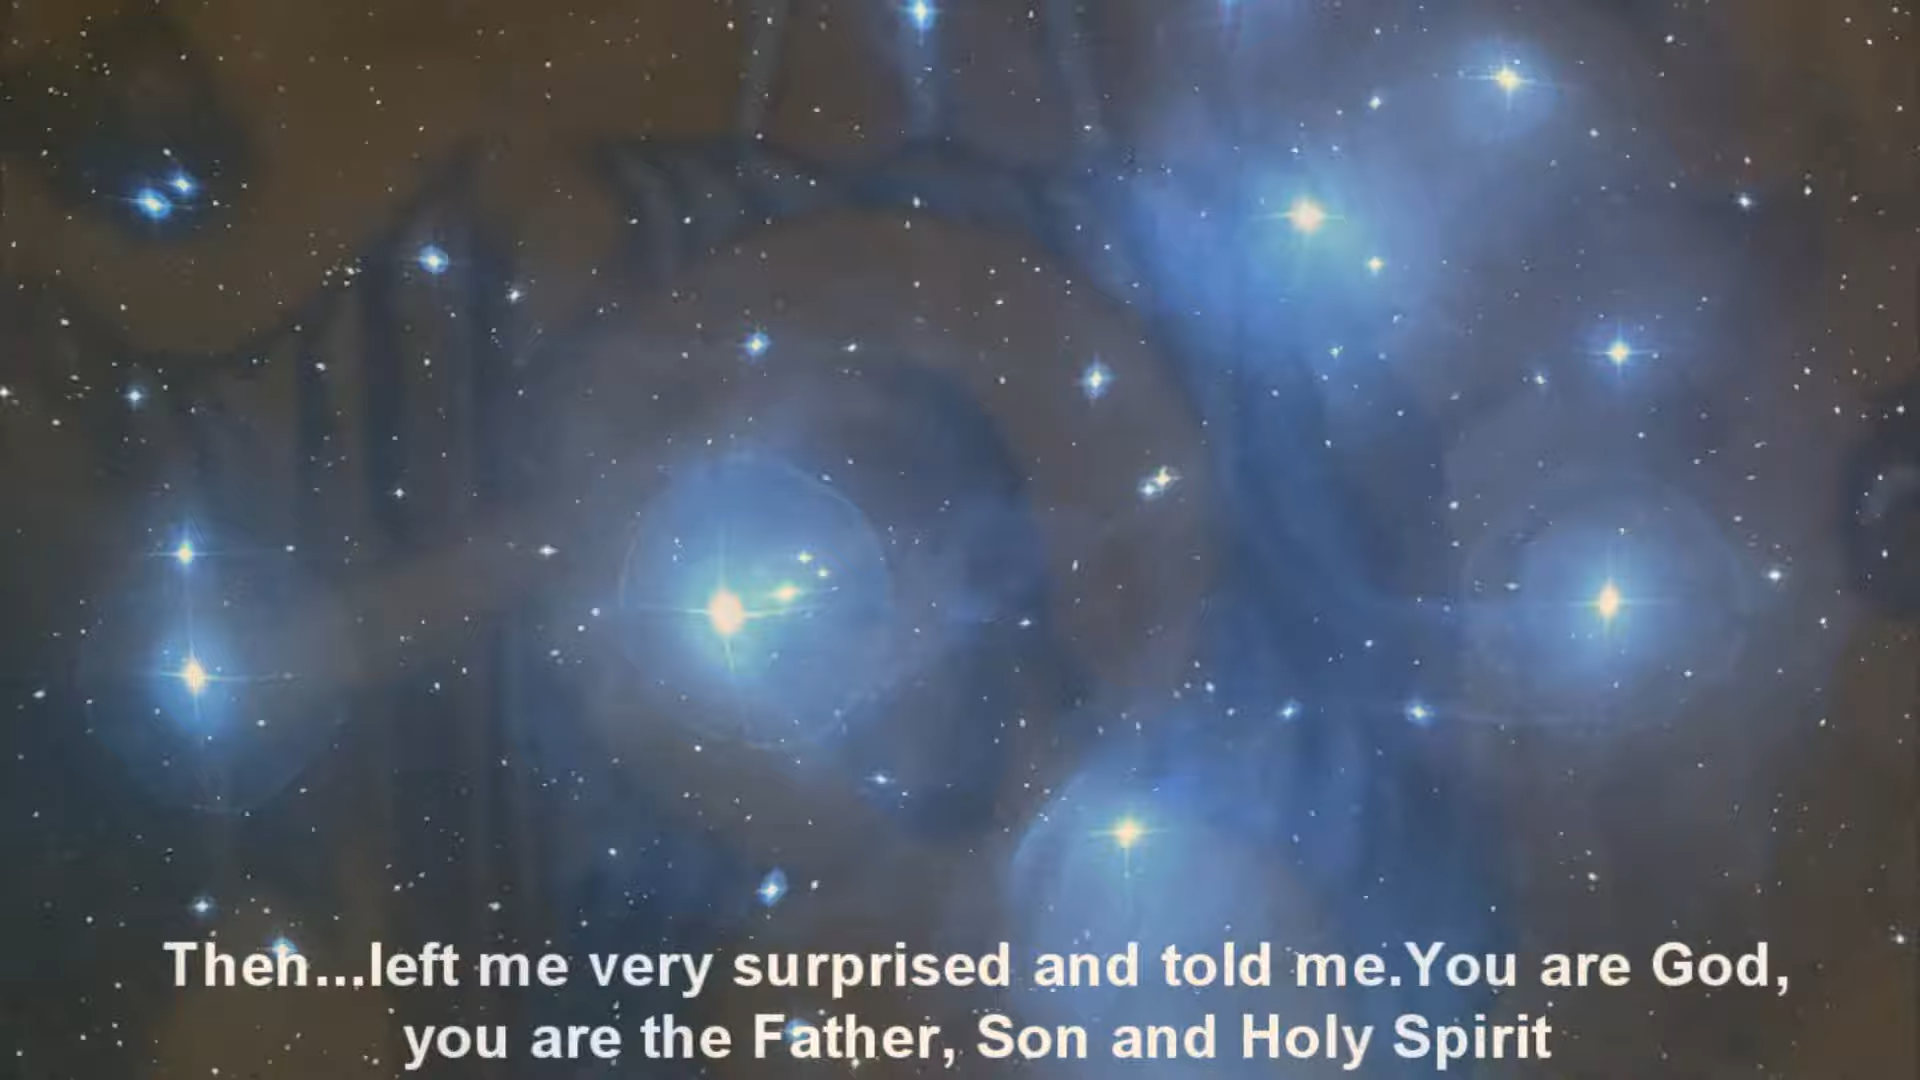 Then...left me very surprised and told me.You are God,
you are the Father, Son and Holy Spirit